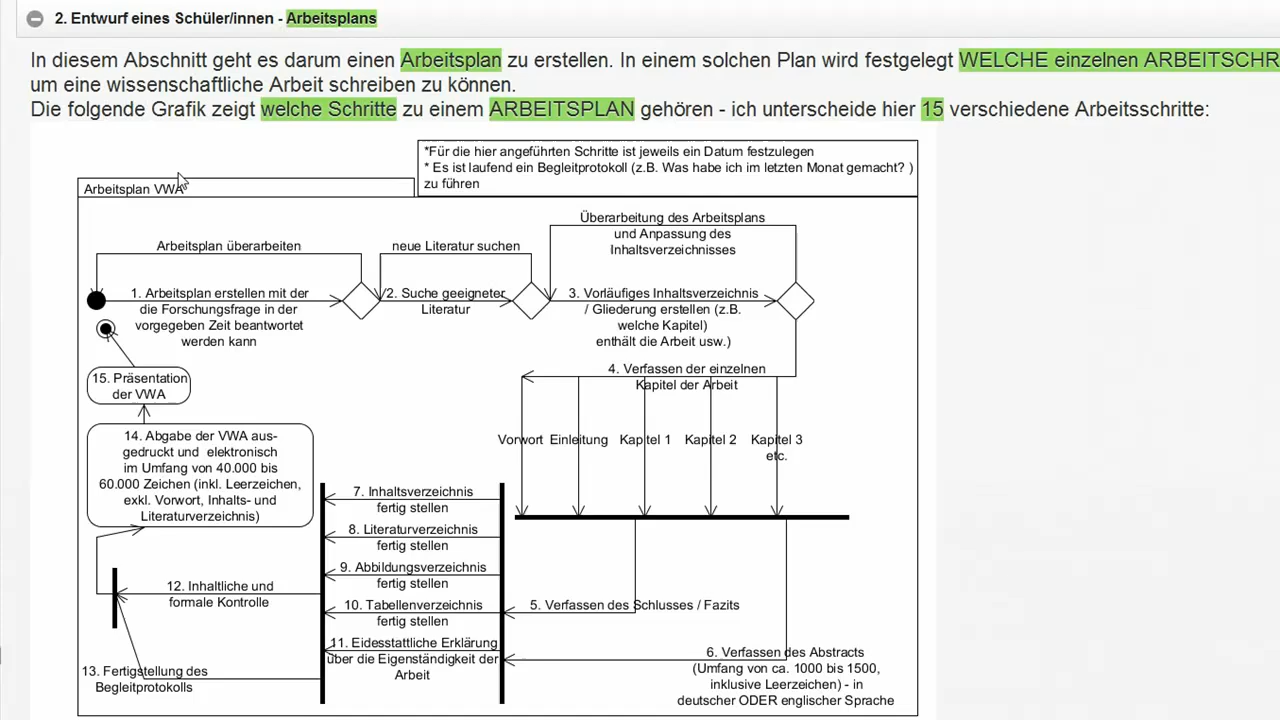 2. Entwurf eines Schüler/innen - Arbeitsplans
In diesem Abschnitt geht es darum einen Arbeitsplan zu erstellen. In einem solchen Plan wird festgelegt WELCHE einzelnen
um eine wissenschaftliche Arbeit schreiben zu können.
Die folgende Grafik zeigt welche Schritte zu einem ARBEITSPLAN gehören - ich unterscheide hier 15 verschiedene Arbeitsschritte:
*Für die hier angeführten Schritte ist jeweils ein Datum festzulegen
* Es ist laufend ein Begleitprotokoll (z.B. Was habe ich im letzten Monat gemacht? )
zu führen
Arbeitsplan VWA
Überarbeitung des Arbeitsplans
und Anpassung des
Inhaltsverzeichnisses
Arbeitsplan überarbeiten
neue Literatur suchen
1. Arbeitsplan erstellen mit der
die Forschungsfrage in der
vorgegeben Zeit beantwortet
werden kann
2. Suche geeigneter
Literatur
3. Vorläufiges Inhaltsverzeichnis
/ Gliederung erstellen (z.B.
welche Kapitel)
enthält die Arbeit usw.)
4. Verfassen der einzelnen
Kapitel der Arbeit
Vorwort
Einleitung
Kapitel 1
Kapitel 2
Kapitel 3
etc.
15. Präsentation
der VWA
14. Abgabe der VWA aus-
gedruckt und elektronisch
im Umfang von 40.000 bis
60.000 Zeichen (inkl. Leerzeichen,
exkl. Vorwort, Inhalts- und
Literaturverzeichnis)
7. Inhaltsverzeichnis
fertig stellen
8. Literaturverzeichnis
fertig stellen
9. Abbildungsverzeichnis
fertig stellen
10. Tabellenverzeichnis
fertig stellen
11. Eidesstattliche Erklärung
über die Eigenständigkeit der
Arbeit
5. Verfassen des Schlusses / Fazits
6. Verfassen des Abstracts
(Umfang von ca. 1000 bis 1500,
inklusive Leerzeichen) - in
deutscher ODER englischer Sprache
12. Inhaltliche und
formale Kontrolle
13. Fertigstellung des
Begleitprotokolls